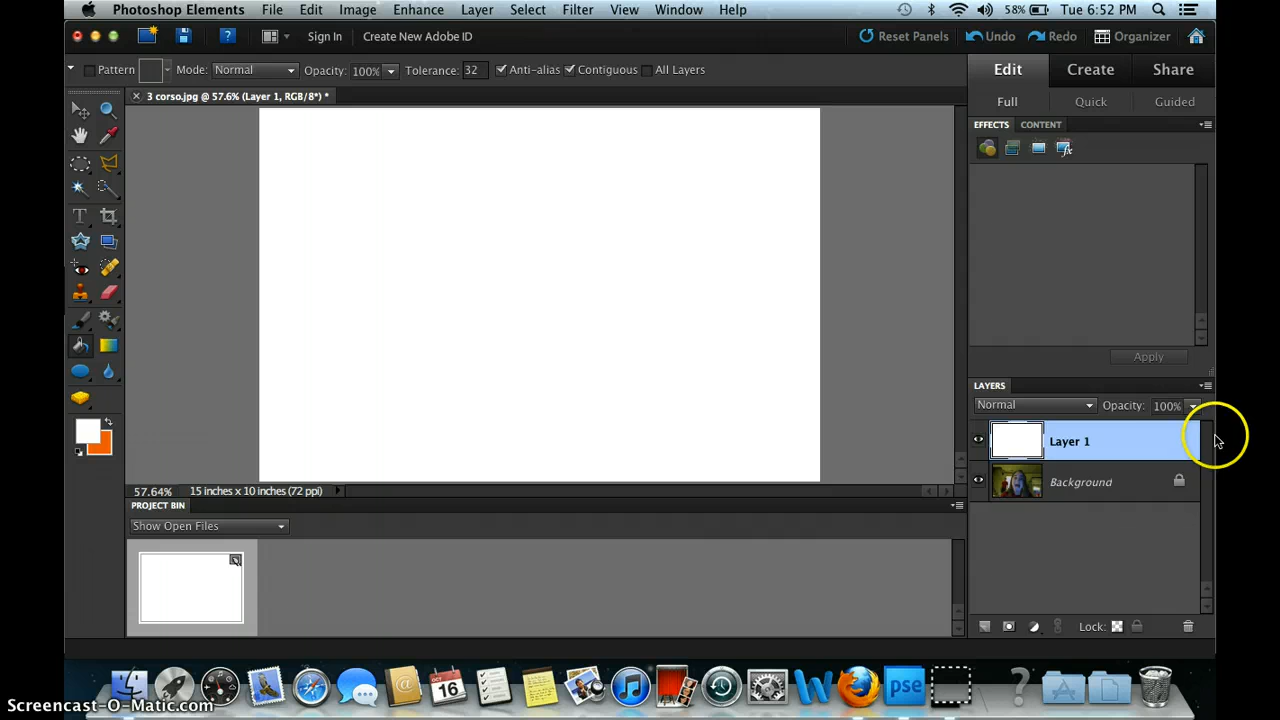 Photoshop Elements File Edit Image Enhance Layer Select Filter View Window Help 58% Tue 6:52 PM
Sign In Create New Adobe ID Reset Panels Undo Redo Organizer
Pattern Mode: Normal Opacity: 100% Tolerance: 32 Anti-alias Contiguous All Layers
Edit Create Share
3 corso.jpg @ 57.6% (Layer 1, RGB/8*) *
Full Quick Guided
EFFECTS CONTENT
fx
T
Apply
LAYERS
Normal Opacity: 100%
Layer 1
Background
57.64% 15 inches x 10 inches (72 ppi)
PROJECT BIN
Show Open Files
Lock:
OCT
16
W
pse
?
Screencast-O-Matic.com